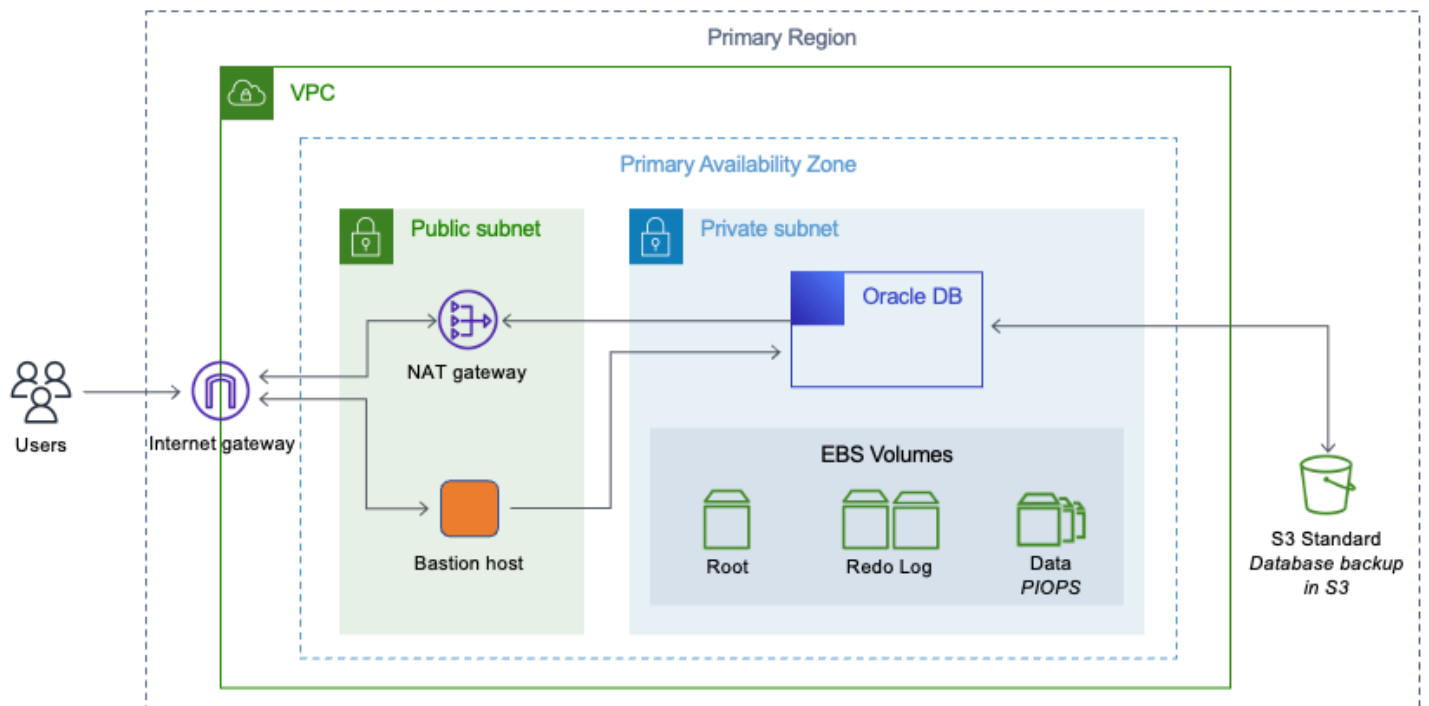 Primary Region
VPC
Primary Availability Zone
Public subnet
Private subnet
Oracle DB
NAT gateway
Users
Internet gateway
EBS Volumes
Bastion host
Root
Redo Log
Data
PIOPS
S3 Standard
Database backup
in S3